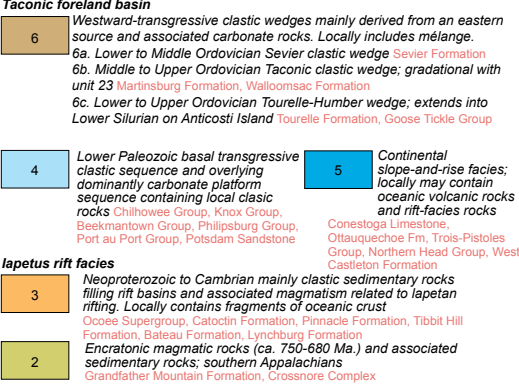 Taconic foreland basin
6
Westward-transgressive clastic wedges mainly derived from an eastern
source and associated carbonate rocks. Locally includes mélange.
6a. Lower to Middle Ordovician Sevier clastic wedge Sevier Formation
6b. Middle to Upper Ordovician Taconic clastic wedge; gradational with
unit 23 Martinsburg Formation, Walloomsac Formation
6c. Lower to Upper Ordovician Tourelle-Humber wedge; extends into
Lower Silurian on Anticosti Island Tourelle Formation, Goose Tickle Group
4
Lower Paleozoic basal transgressive
clastic sequence and overlying
dominantly carbonate platform
sequence containing local clasic
rocks Chilhowee Group, Knox Group,
Beekmantown Group, Philipsburg Group,
Port au Port Group, Potsdam Sandstone
5
Continental
slope-and-rise facies;
locally may contain
oceanic volcanic rocks
and rift-facies rocks
Conestoga Limestone,
Ottauquechoe Fm, Trois-Pistoles
Group, Northern Head Group, West
Castleton Formation
Iapetus rift facies
3
Neoproterozoic to Cambrian mainly clastic sedimentary rocks
filling rift basins and associated magmatism related to Iapetan
rifting. Locally contains fragments of oceanic crust
Ocoee Supergroup, Catoctin Formation, Pinnacle Formation, Tibbit Hill
Formation, Bateau Formation, Lynchburg Formation
2
Encratonic magmatic rocks (ca. 750-680 Ma.) and associated
sedimentary rocks; southern Appalachians
Grandfather Mountain Formation, Crossnore Complex